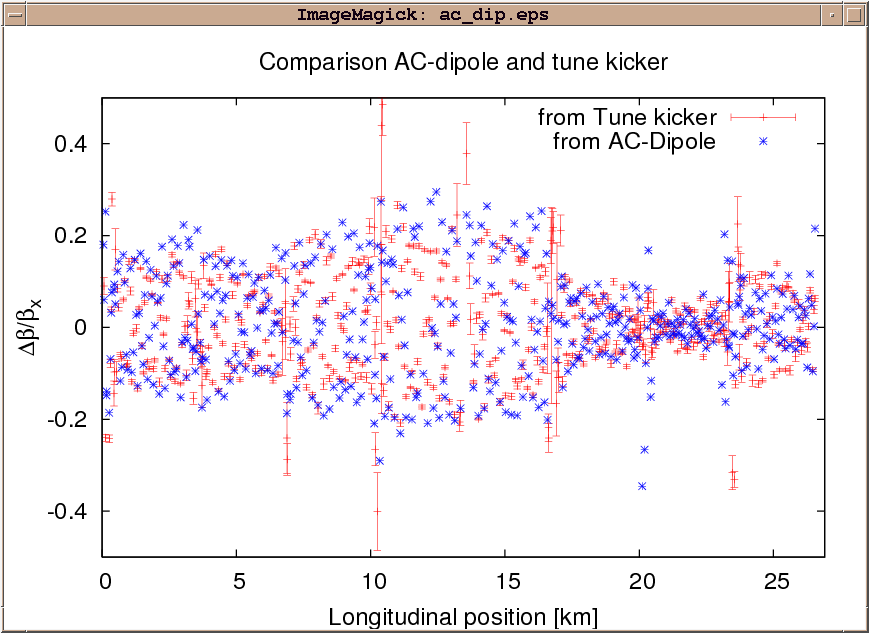 ImageMagick: ac_dip.eps
Comparison AC-dipole and tune kicker
from Tune kicker
from AC-Dipole
0.4
0.2
0
-0.2
-0.4
Δβ/βx
0 5 10 15 20 25
Longitudinal position [km]